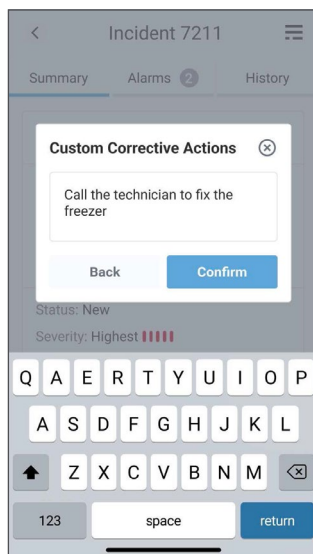 Incident 7211
Summary Alarms 2 History
Custom Corrective Actions
Call the technician to fix the
freezer
Back Confirm
Status: New
Severity: Highest
Q A E R T Y U I O P
A S D F G H J K L
Z X C V B N M
123 space return